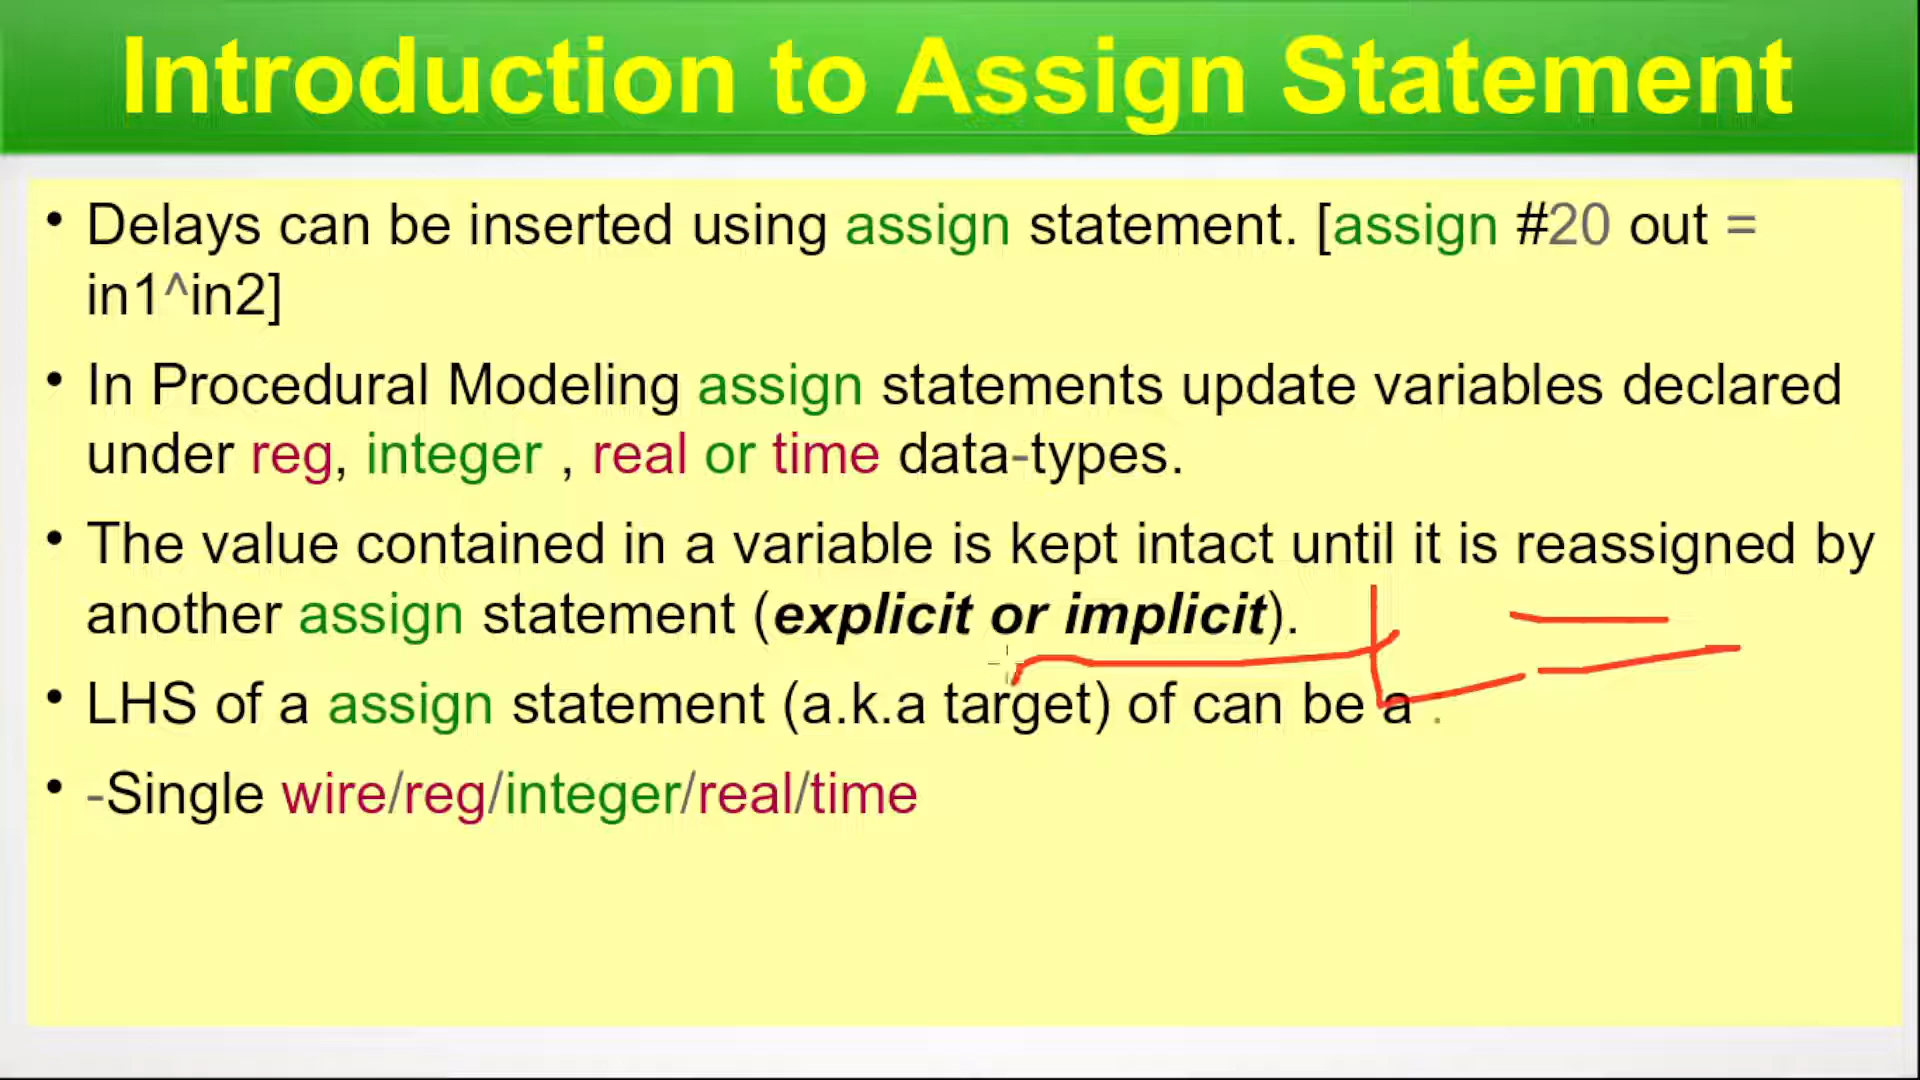 Introduction to Assign Statement
• Delays can be inserted using assign statement. [assign #20 out =
in1^in2]
• In Procedural Modeling assign statements update variables declared
under reg, integer , real or time data-types.
• The value contained in a variable is kept intact until it is reassigned by
another assign statement (explicit or implicit).
• LHS of a assign statement (a.k.a target) of can be a .
• -Single wire/reg/integer/real/time